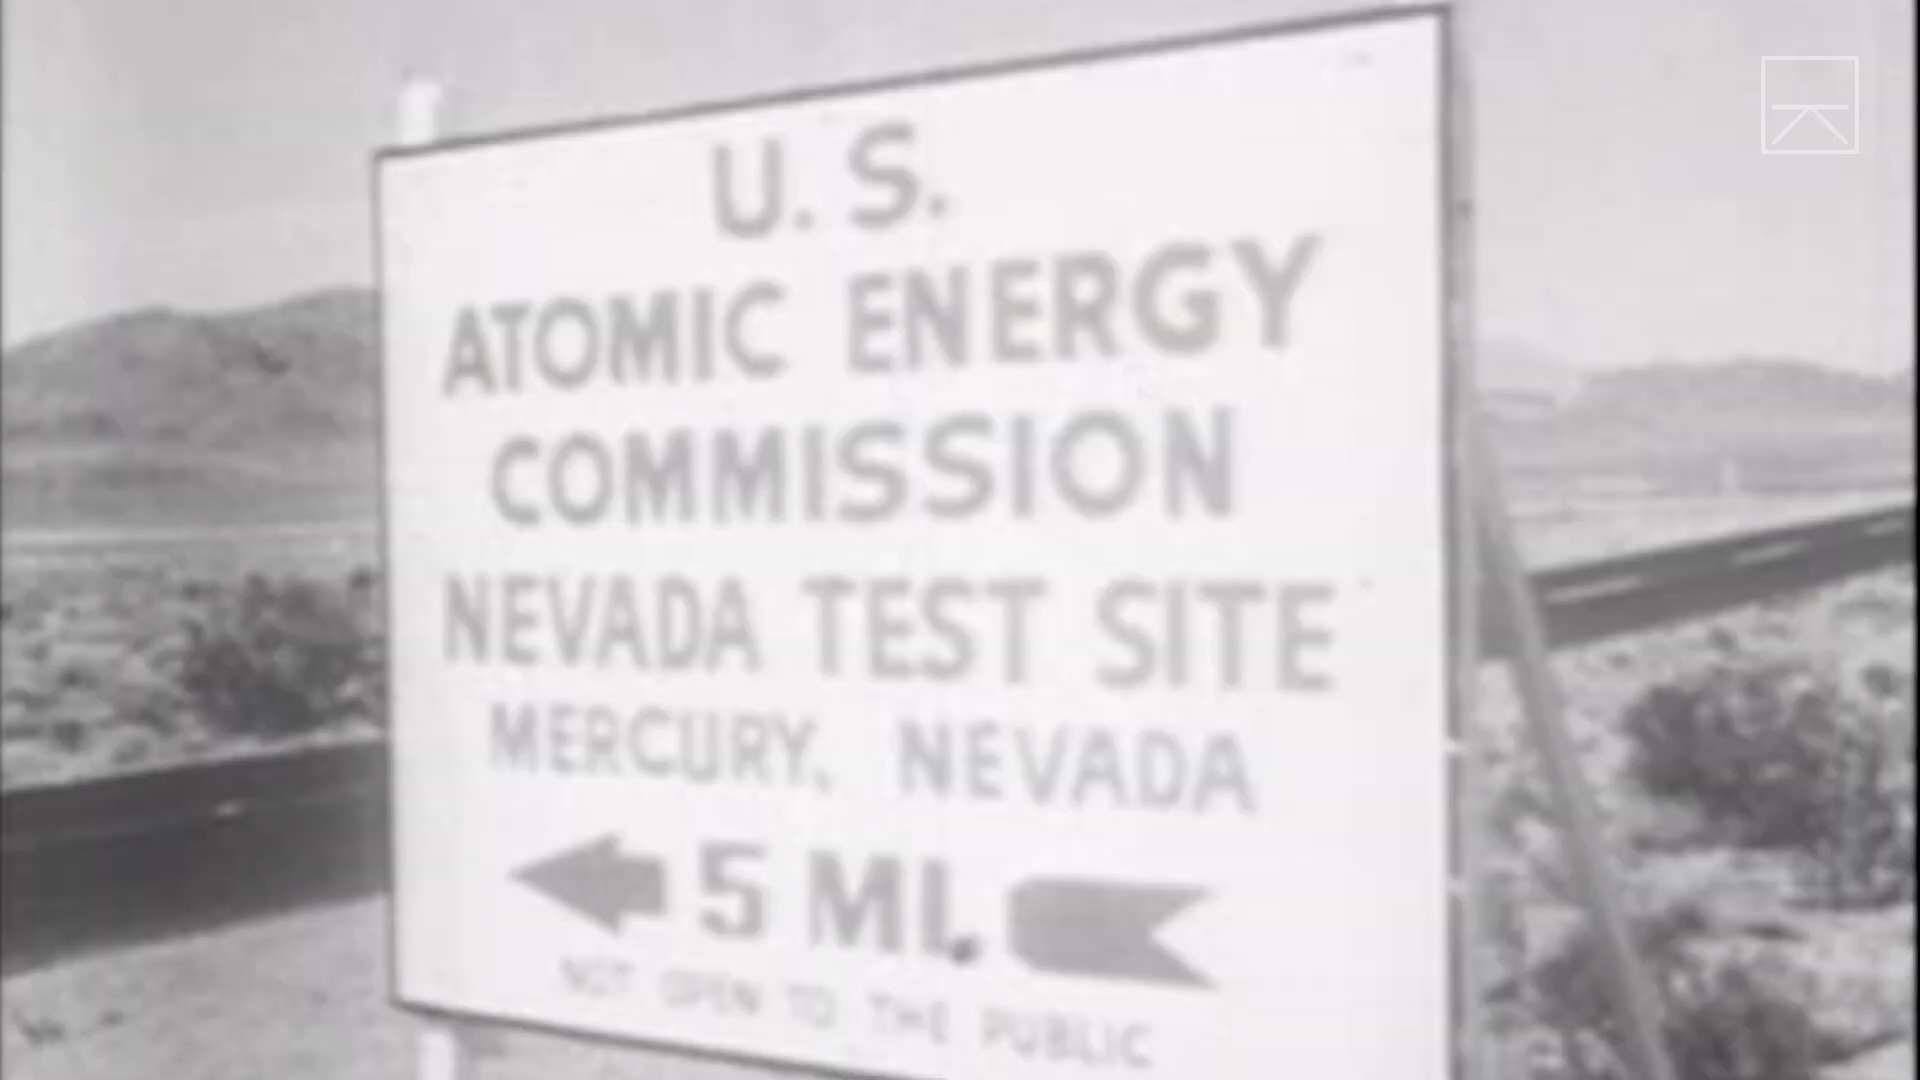 U. S.
ATOMIC ENERGY
COMMISSION
NEVADA TEST SITE
MERCURY, NEVADA
5 MI.
NOT OPEN TO THE PUBLIC